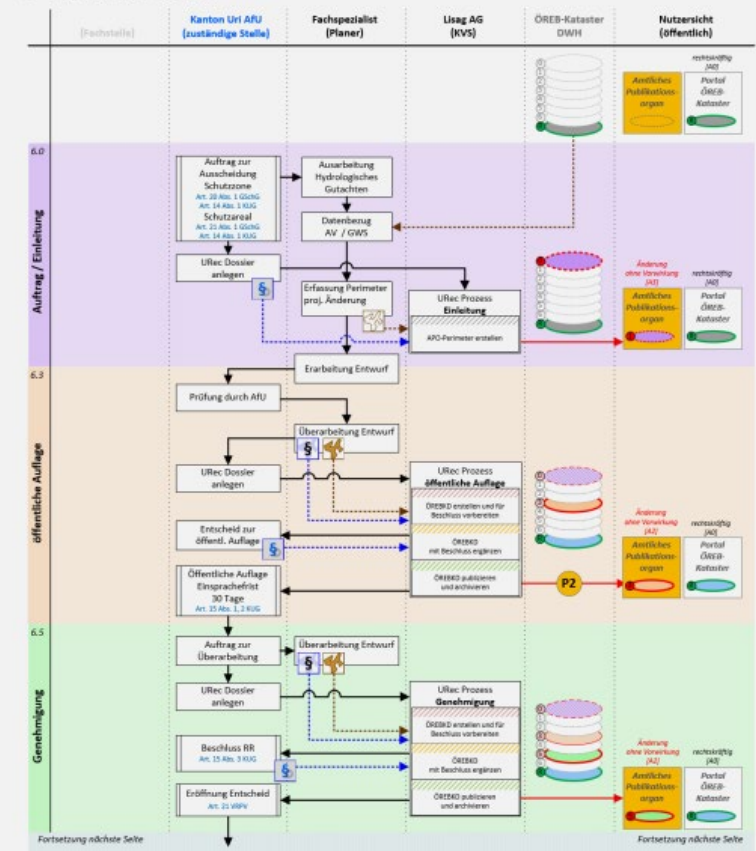 (Fachstelle)
Kanton Uri AfU
(zuständige Stelle)
Fachspezialist
(Planer)
Lisag AG
(KVS)
ÖREB-Kataster
DWH
Nutzersicht
(öffentlich)
rechtskräftig
[A0]
Amtliches
Publikations-
organ
Portal
ÖREB-
Kataster
6.0
Auftrag / Einleitung
Auftrag zur
Ausscheidung
Schutzzone
Art. 20 Abs. 1 GSchG
Art. 14 Abs. 1 KUG
Schutzareal
Art. 21 Abs. 1 GSchG
Art. 14 Abs. 1 KUG
Ausarbeitung
Hydrologisches
Gutachten
Datenbezug
AV / GWS
URec Dossier
anlegen
§
Erfassung Perimeter
proj. Änderung
URec Prozess
Einleitung
APO-Perimeter erstellen
Änderung
ohne Vorwirkung
rechtskräftig
[A0]
Amtliches
Publikations-
organ
Portal
ÖREB-
Kataster
6.3
öffentliche Auflage
Erarbeitung Entwurf
Prüfung durch AfU
Überarbeitung Entwurf
§
URec Dossier
anlegen
URec Prozess
öffentliche Auflage
ÖREBKD erstellen und für
Beschluss vorbereiten
Entscheid zur
öffentl. Auflage
§
ÖREBKD
mit Beschluss ergänzen
Öffentliche Auflage
Einsprachefrist
30 Tage
Art. 15 Abs. 1, 2 KUG
ÖREBKD publizieren
und archivieren
P2
Änderung
ohne Vorwirkung
[A2]
rechtskräftig
[A0]
Amtliches
Publikations-
organ
Portal
ÖREB-
Kataster
6.5
Genehmigung
Auftrag zur
Überarbeitung
Überarbeitung Entwurf
§
URec Dossier
anlegen
URec Prozess
Genehmigung
ÖREBKD erstellen und für
Beschluss vorbereiten
Beschluss RR
Art. 15 Abs. 3 KUG
§
ÖREBKD
mit Beschluss ergänzen
Eröffnung Entscheid
Art. 21 VRPV
ÖREBKD publizieren
und archivieren
Änderung
ohne Vorwirkung
[A2]
rechtskräftig
[A0]
Amtliches
Publikations-
organ
Portal
ÖREB-
Kataster
Fortsetzung nächste Seite
Fortsetzung nächste Seite